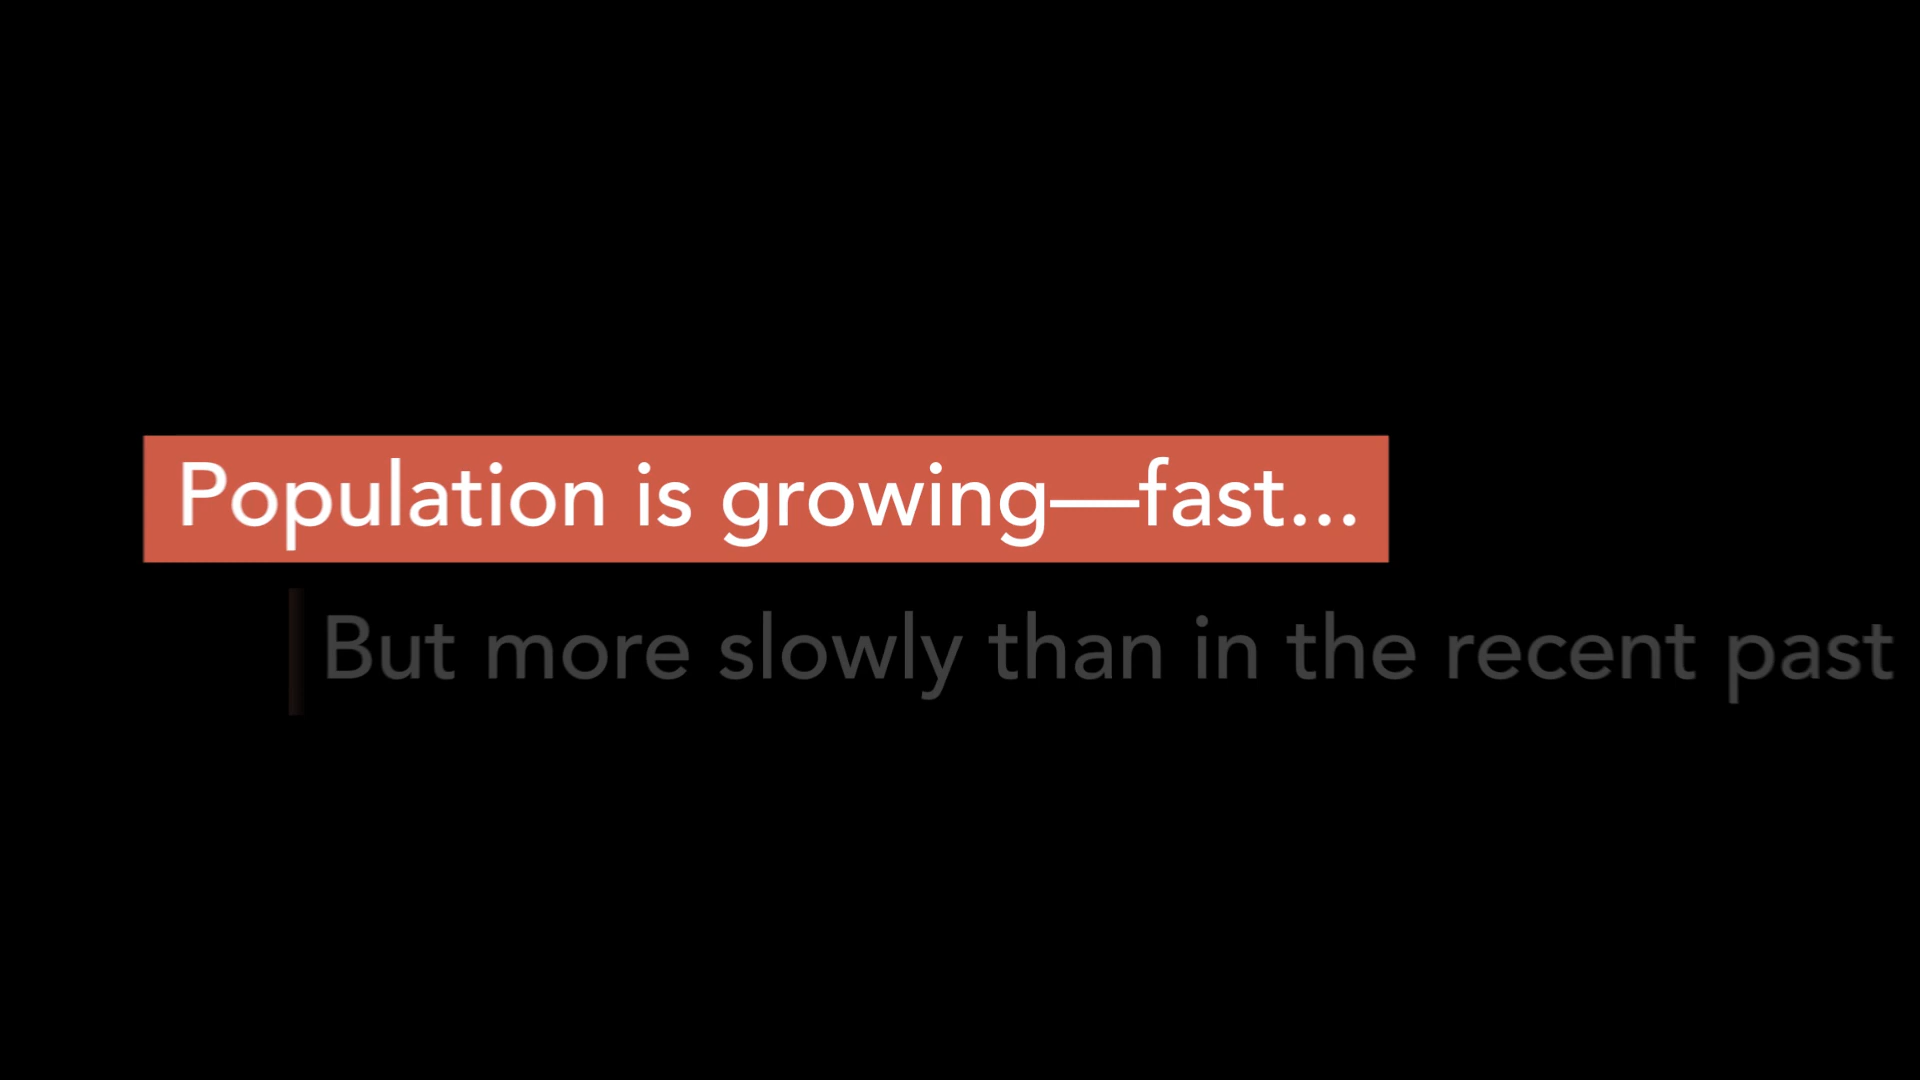 Population is growing—fast...
But more slowly than in the recent past